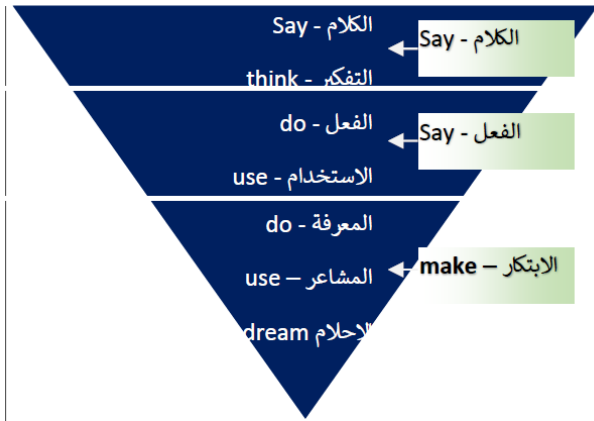 الكلام - Say
التفكير - think
الكلام - Say
الفعل - do
الاستخدام - use
الفعل - Say
المعرفة - do
المشاعر – use
الاحلام dream
الابتكار – make